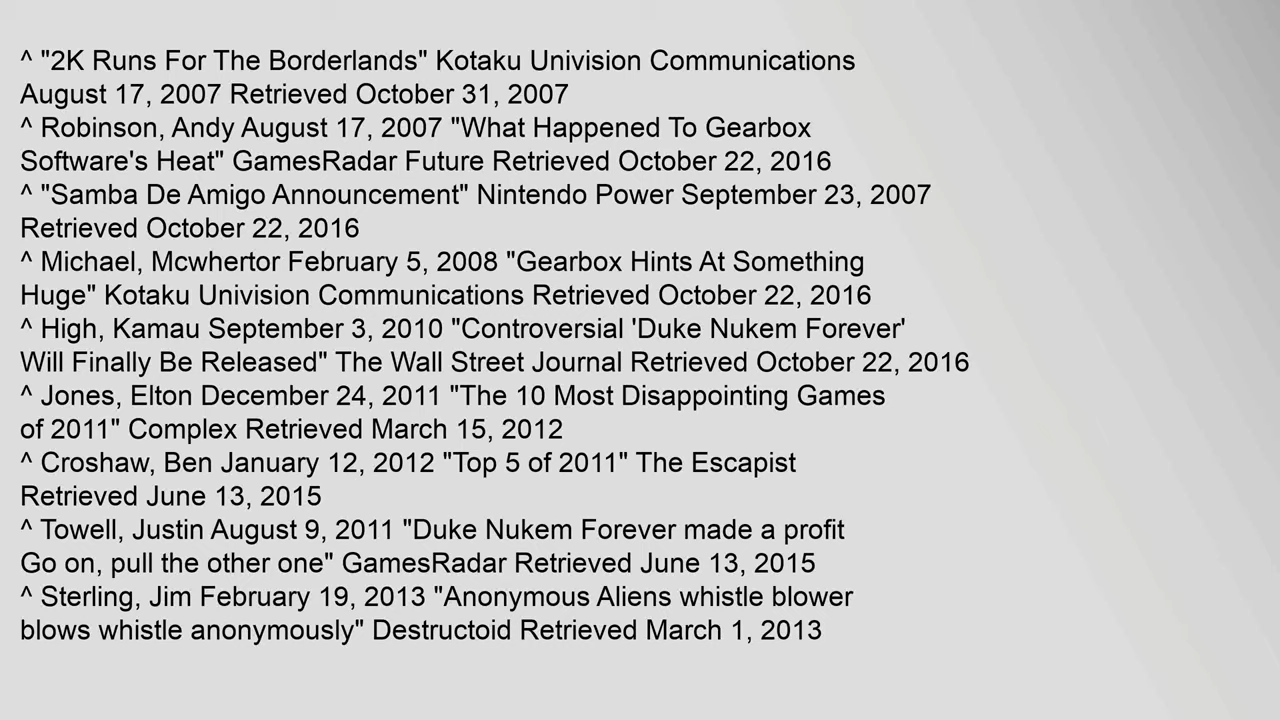 ^ "2K Runs For The Borderlands" Kotaku Univision Communications
August 17, 2007 Retrieved October 31, 2007
^ Robinson, Andy August 17, 2007 "What Happened To Gearbox
Software's Heat" GamesRadar Future Retrieved October 22, 2016
^ "Samba De Amigo Announcement" Nintendo Power September 23, 2007
Retrieved October 22, 2016
^ Michael, Mcwhertor February 5, 2008 "Gearbox Hints At Something
Huge" Kotaku Univision Communications Retrieved October 22, 2016
^ High, Kamau September 3, 2010 "Controversial 'Duke Nukem Forever'
Will Finally Be Released" The Wall Street Journal Retrieved October 22, 2016
^ Jones, Elton December 24, 2011 "The 10 Most Disappointing Games
of 2011" Complex Retrieved March 15, 2012
^ Croshaw, Ben January 12, 2012 "Top 5 of 2011" The Escapist
Retrieved June 13, 2015
^ Towell, Justin August 9, 2011 "Duke Nukem Forever made a profit
Go on, pull the other one" GamesRadar Retrieved June 13, 2015
^ Sterling, Jim February 19, 2013 "Anonymous Aliens whistle blower
blows whistle anonymously" Destructoid Retrieved March 1, 2013